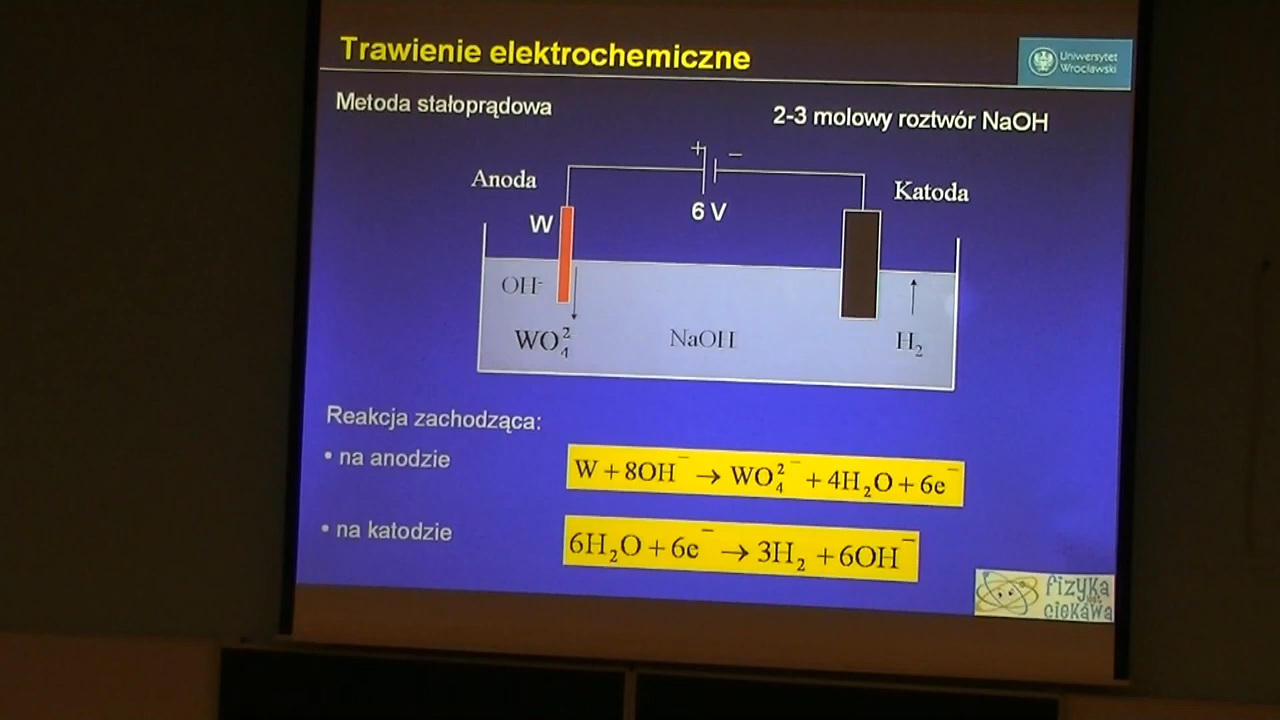 Trawienie elektrochemiczne
Uniwersytet
Wrocławski
Metoda stałoprądowa
2-3 molowy roztwór NaOH
+ −
Anoda
Katoda
6 V
W
OH⁻
WO₄²
NaOH
H₂
Reakcja zachodząca:
• na anodzie
W + 8OH⁻ → WO₄²⁻ + 4H₂O + 6e⁻
• na katodzie
6H₂O + 6e⁻ → 3H₂ + 6OH⁻
fizyka
jest
ciekawa